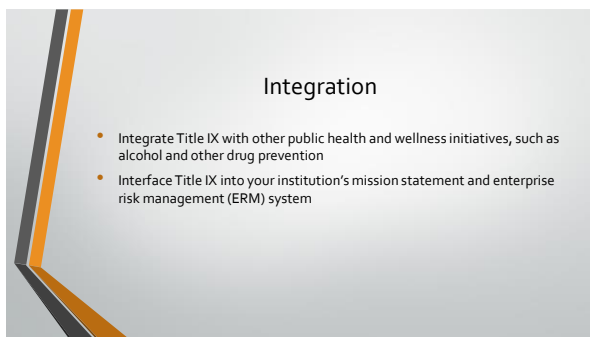 Integration
• Integrate Title IX with other public health and wellness initiatives, such as
alcohol and other drug prevention
• Interface Title IX into your institution's mission statement and enterprise
risk management (ERM) system